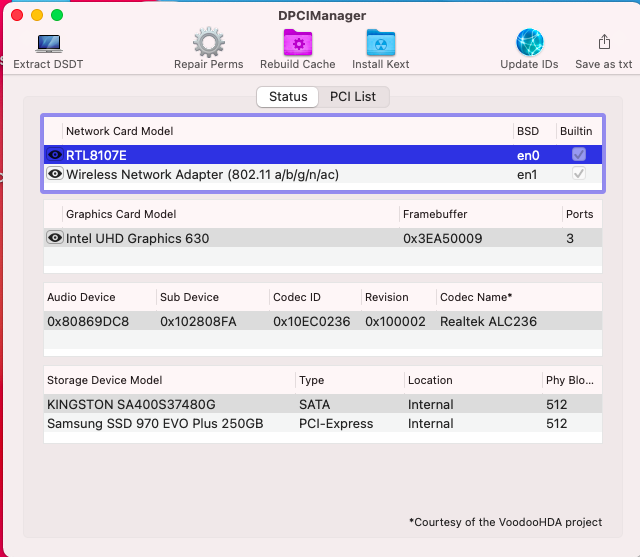 DPCIManager
Extract DSDT Repair Perms Rebuild Cache Install Kext Update IDs Save as txt
Status PCI List
Network Card Model BSD Builtin
RTL8107E en0
Wireless Network Adapter (802.11 a/b/g/n/ac) en1
Graphics Card Model Framebuffer Ports
Intel UHD Graphics 630 0x3EA50009 3
Audio Device Sub Device Codec ID Revision Codec Name*
0x80869DC8 0x102808FA 0x10EC0236 0x100002 Realtek ALC236
Storage Device Model Type Location Phy Blo...
KINGSTON SA400S37480G SATA Internal 512
Samsung SSD 970 EVO Plus 250GB PCI-Express Internal 512
*Courtesy of the VoodooHDA project